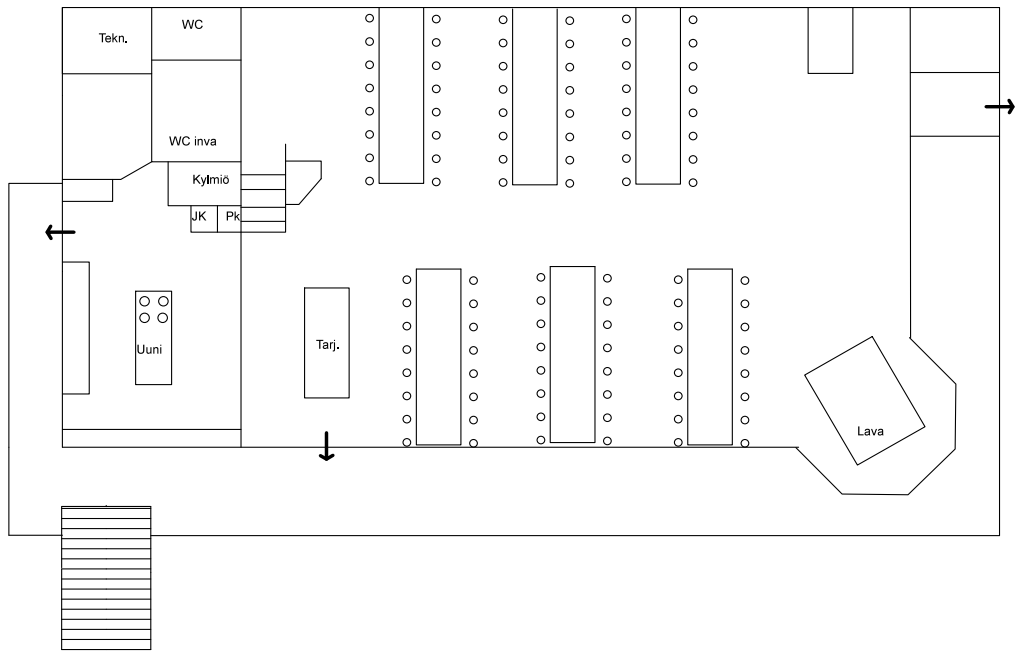 WC
Tekn.
WC inva
Kylmiö
JK
Pk
Uuni
Tarj.
Lava